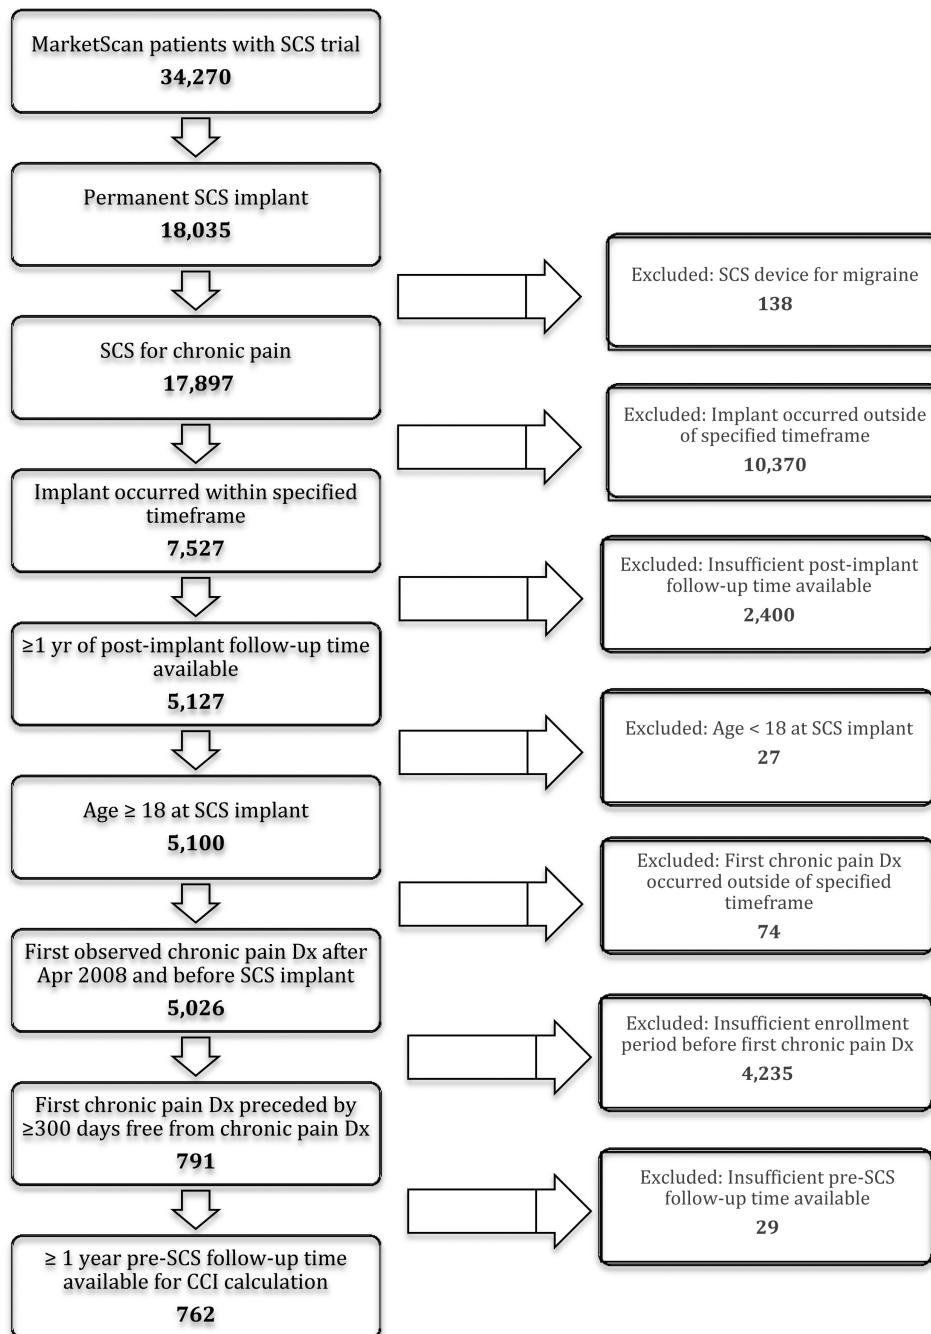 MarketScan patients with SCS trial
34,270
Permanent SCS implant
18,035
Excluded: SCS device for migraine
138
SCS for chronic pain
17,897
Excluded: Implant occurred outside
of specified timeframe
10,370
Implant occurred within specified
timeframe
7,527
Excluded: Insufficient post-implant
follow-up time available
2,400
≥1 yr of post-implant follow-up time
available
5,127
Excluded: Age < 18 at SCS implant
27
Age ≥ 18 at SCS implant
5,100
Excluded: First chronic pain Dx
occurred outside of specified
timeframe
74
First observed chronic pain Dx after
Apr 2008 and before SCS implant
5,026
Excluded: Insufficient enrollment
period before first chronic pain Dx
4,235
First chronic pain Dx preceded by
≥300 days free from chronic pain Dx
791
Excluded: Insufficient pre-SCS
follow-up time available
29
≥ 1 year pre-SCS follow-up time
available for CCI calculation
762